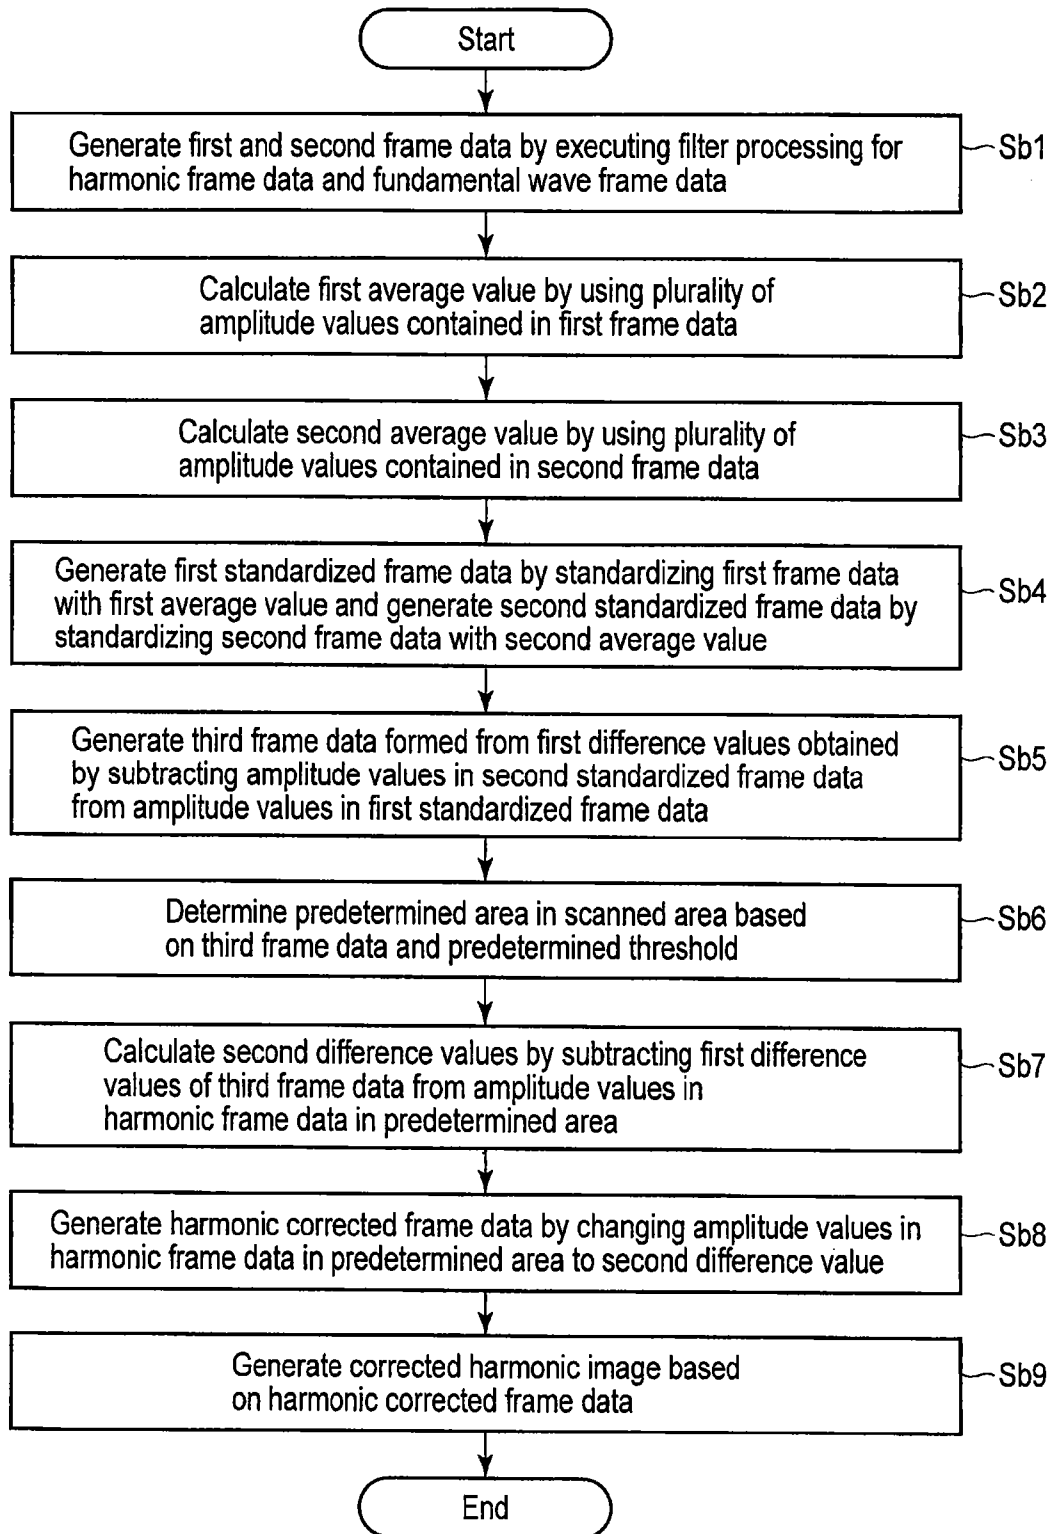 Start
Generate first and second frame data by executing filter processing for
harmonic frame data and fundamental wave frame data
Sb1
Calculate first average value by using plurality of
amplitude values contained in first frame data
Sb2
Calculate second average value by using plurality of
amplitude values contained in second frame data
Sb3
Generate first standardized frame data by standardizing first frame data
with first average value and generate second standardized frame data by
standardizing second frame data with second average value
Sb4
Generate third frame data formed from first difference values obtained
by subtracting amplitude values in second standardized frame data
from amplitude values in first standardized frame data
Sb5
Determine predetermined area in scanned area based
on third frame data and predetermined threshold
Sb6
Calculate second difference values by subtracting first difference
values of third frame data from amplitude values in
harmonic frame data in predetermined area
Sb7
Generate harmonic corrected frame data by changing amplitude values in
harmonic frame data in predetermined area to second difference value
Sb8
Generate corrected harmonic image based
on harmonic corrected frame data
Sb9
End